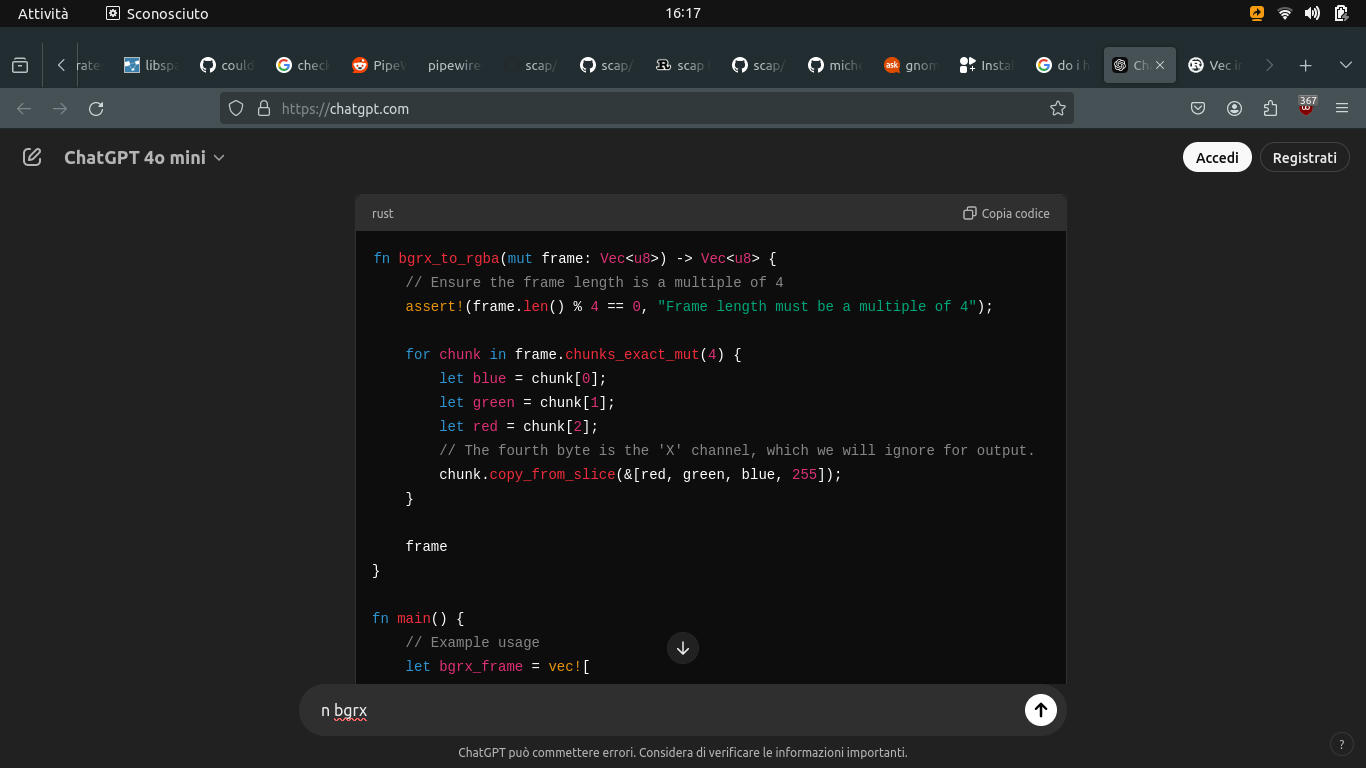 Attività Sconosciuto 16:17
rate libspa could check PipeW pipewire scap/ scap/ scap scap/ mich gnom Insta do i h Ch Vec in
https://chatgpt.com 367
ChatGPT 4o mini Accedi Registrati
rust Copia codice
fn bgrx_to_rgba(mut frame: Vec<u8>) -> Vec<u8> {
    // Ensure the frame length is a multiple of 4
    assert!(frame.len() % 4 == 0, "Frame length must be a multiple of 4");
    for chunk in frame.chunks_exact_mut(4) {
        let blue = chunk[0];
        let green = chunk[1];
        let red = chunk[2];
        // The fourth byte is the 'X' channel, which we will ignore for output.
        chunk.copy_from_slice(&[red, green, blue, 255]);
    }
    frame
}
fn main() {
    // Example usage
    let bgrx_frame = vec![
n bgrx
ChatGPT può commettere errori. Considera di verificare le informazioni importanti.
?